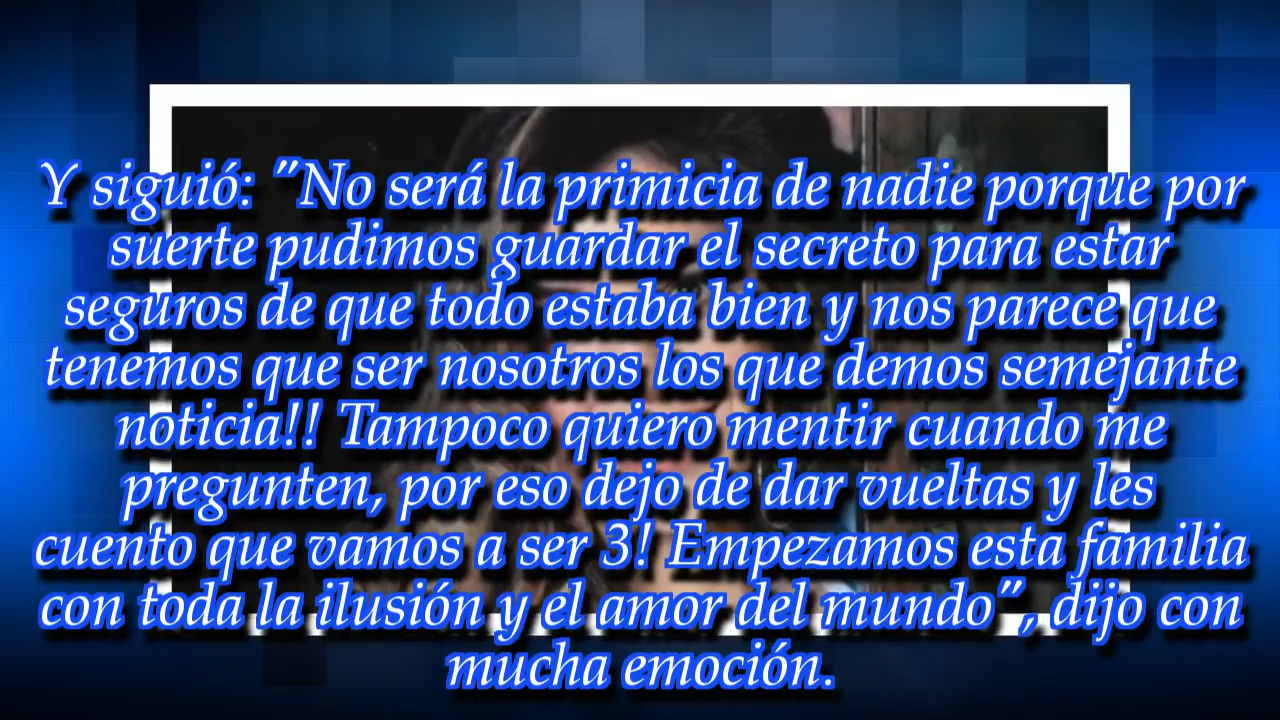 Y siguió: "No será la primicia de nadie porque por
suerte pudimos guardar el secreto para estar
seguros de que todo estaba bien y nos parece que
tenemos que ser nosotros los que demos semejante
noticia!! Tampoco quiero mentir cuando me
pregunten, por eso dejo de dar vueltas y les
cuento que vamos a ser 3! Empezamos esta familia
con toda la ilusión y el amor del mundo", dijo con
mucha emoción.